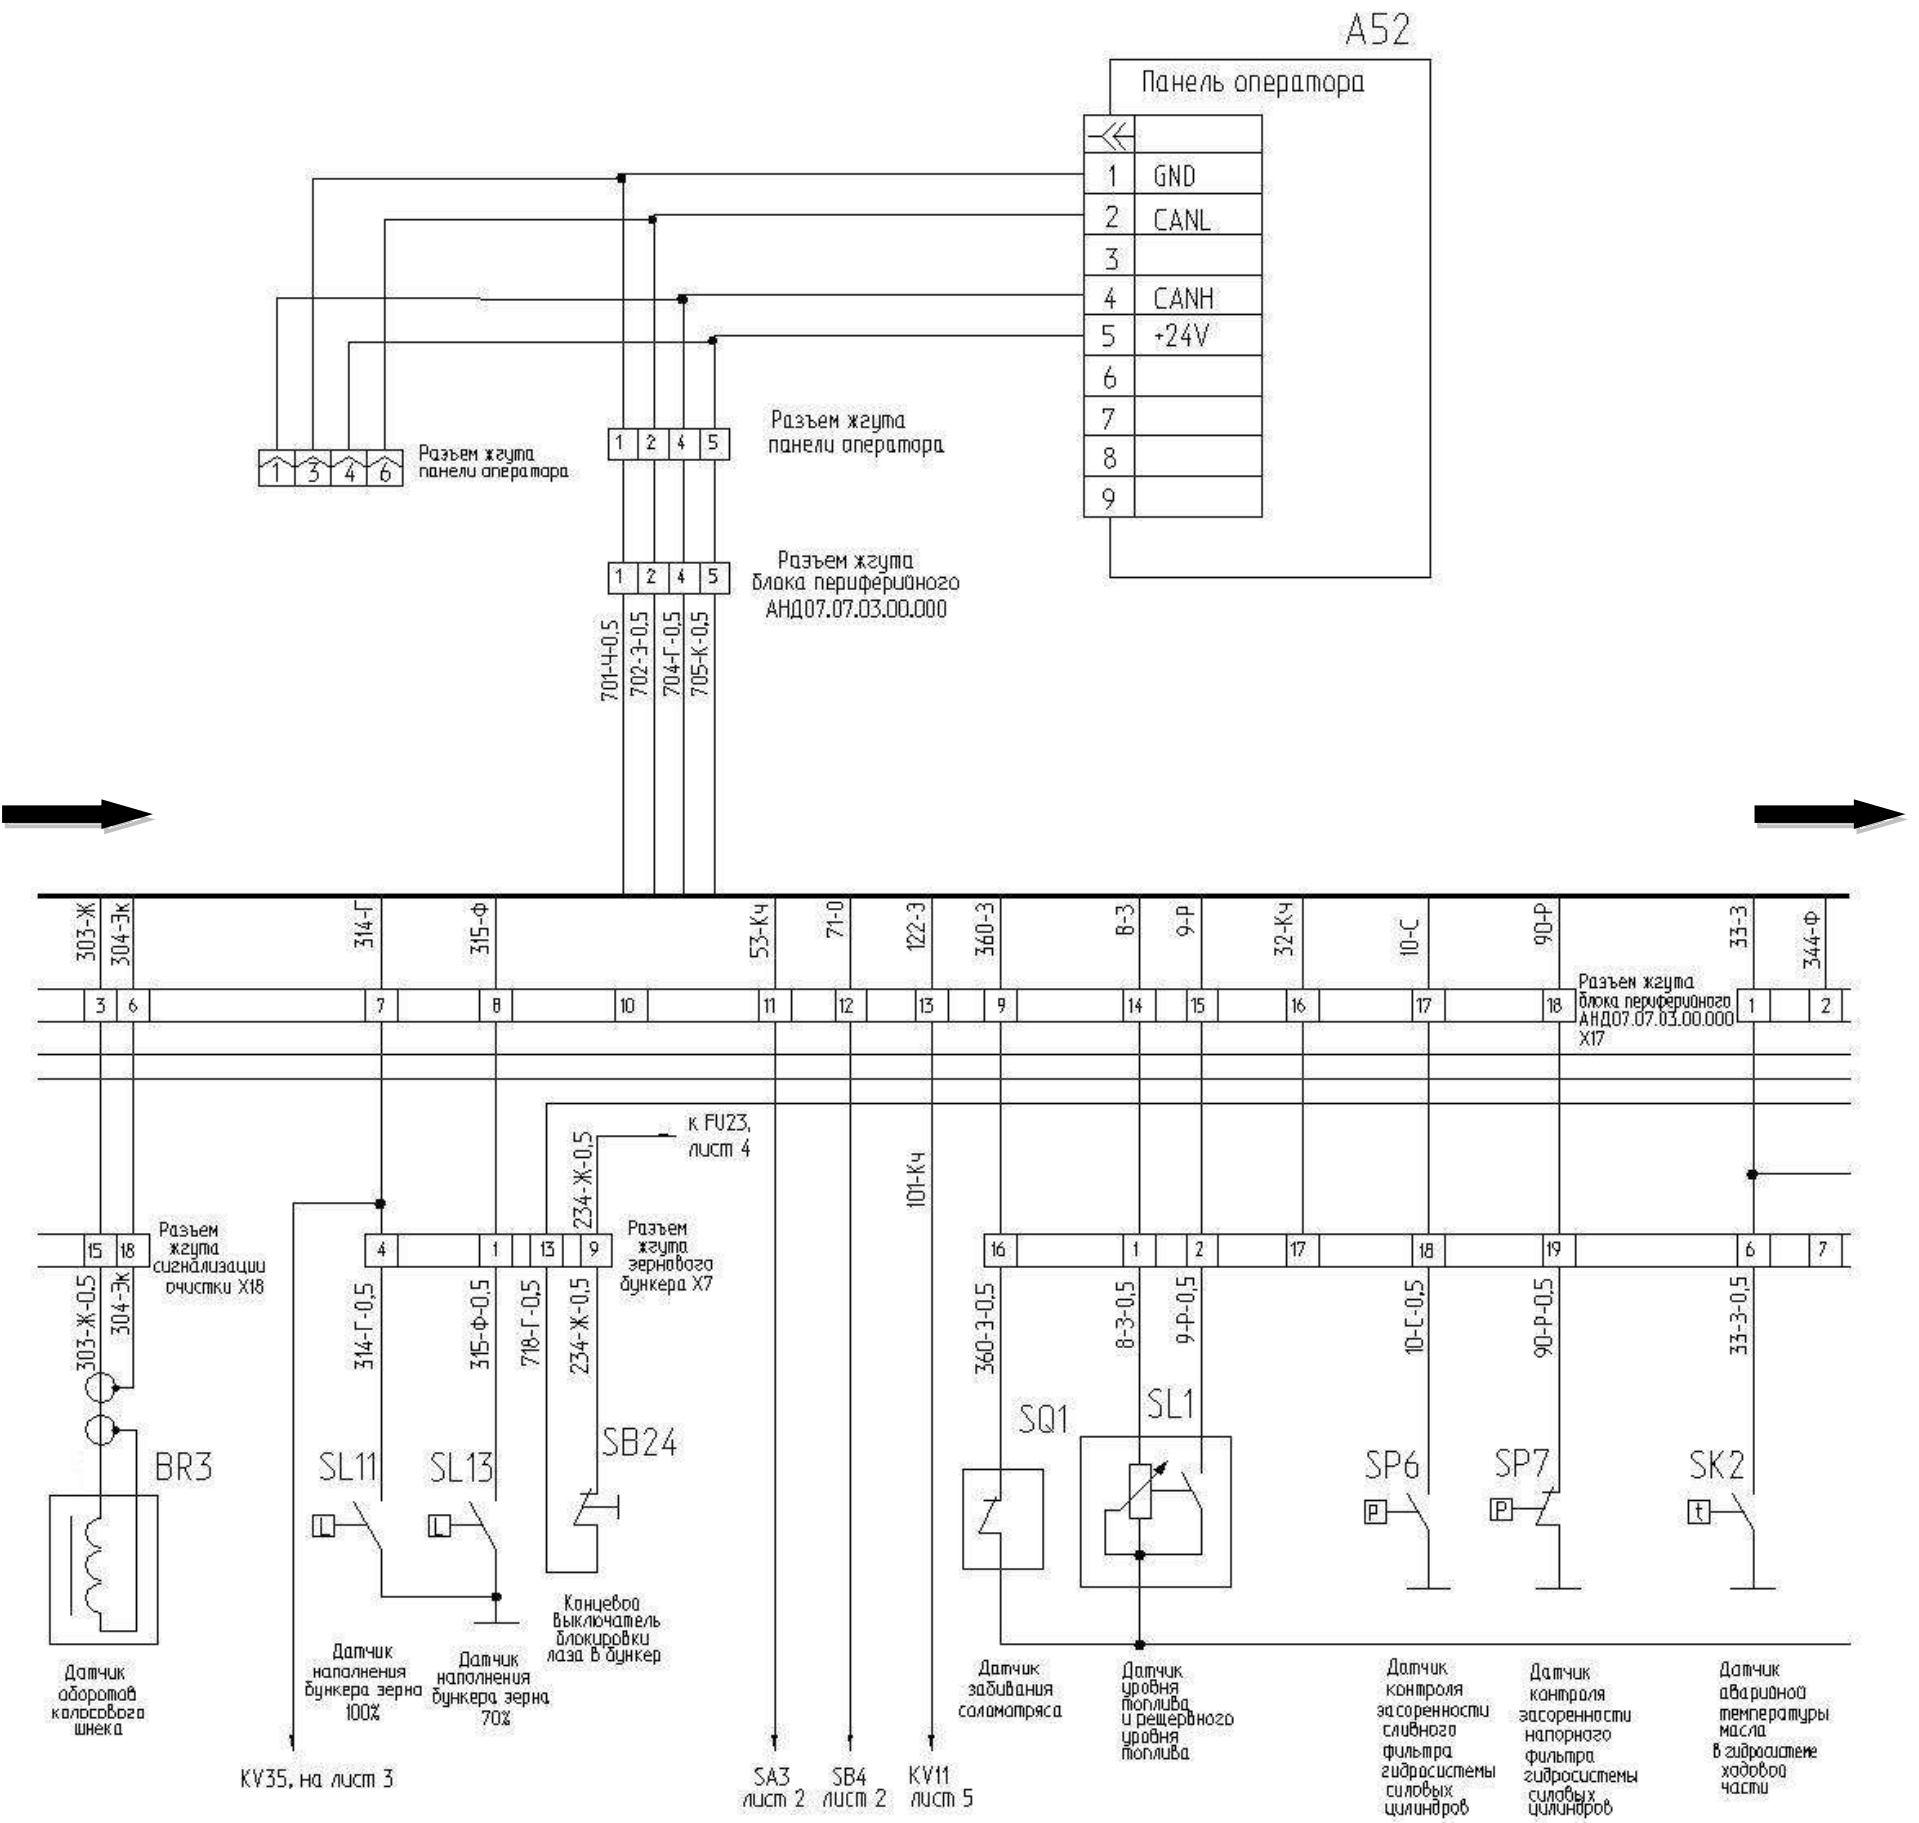 A52
Панель оператора
1 GND
2 CANL
3
4 CANH
5 +24V
6
7
8
9
1 3 4 6
Разъем жгута
панели оператора
1 2 4 5
Разъем жгута
панели оператора
1 2 4 5
Разъем жгута
блока периферийного
АНД07.07.03.00.000
701-Ч-0,5
702-З-0,5
704-Г-0,5
705-К-0,5
303-Ж
304-Эк
314-Г
315-Ф
53-Кч
71-О
122-Э
360-З
8-З
9-Р
32-Кч
10-С
90-Р
33-З
344-Ф
3 6 7 8 10 11 12 13 9 14 15 16 17 18
Разъем жгута
блока периферийного
АНД07.07.03.00.000
X17
1 2
к FU23,
лист 4
234-Ж-0,5
101-Кч
15 18
Разъем
жгута
сигнализации
очистки X18
4 1 13 9
Разъем
жгута
зернового
бункера X7
16 1 2 17 18 19 6 7
303-Ж-0,5
304-Эк
314-Г-0,5
315-Ф-0,5
718-Г-0,5
234-Ж-0,5
360-З-0,5
8-З-0,5
9-Р-0,5
10-С-0,5
90-Р-0,5
33-З-0,5
BR3
SL11
L
SL13
L
SB24
SQ1
SL1
SP6
P
SP7
P
SK2
t
Датчик
оборотов
колосового
шнека
Датчик
наполнения
бункера зерна
100%
Датчик
наполнения
бункера зерна
70%
Концевой
выключатель
блокировки
лаза в бункер
Датчик
забивания
соломотряса
Датчик
уровня
топлива
и рещервного
уровня
топлива
Датчик
контроля
засоренности
сливного
фильтра
гидросистемы
силовых
цилиндров
Датчик
контроля
засоренности
напорного
фильтра
гидросистемы
силовых
цилиндров
Датчик
аварийной
температуры
масла
в гидросистеме
ходовой
части
KV35, на лист 3
SA3
лист 2
SB4
лист 2
KV11
лист 5